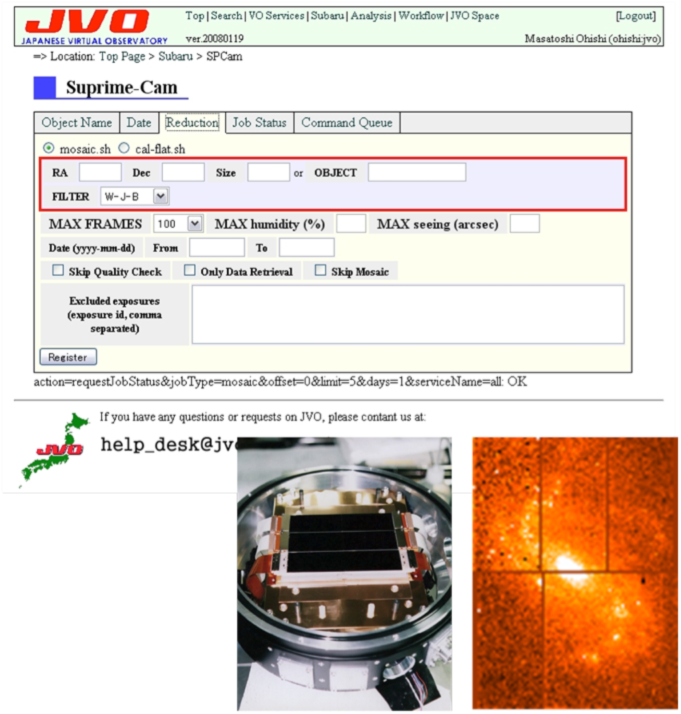 JVO
JAPANESE VIRTUAL OBSERVATORY
Top | Search | VO Services | Subaru | Analysis | Workflow | JVO Space [Logout]
ver.20080119 Masatoshi Ohishi (ohishi:jvo)
=> Location: Top Page > Subaru > SPCam
Suprime-Cam
Object Name Date Reduction Job Status Command Queue
mosaic.sh cal-flat.sh
RA Dec Size or OBJECT
FILTER W-J-B
MAX FRAMES 100 MAX humidity (%) MAX seeing (arcsec)
Date (yyyy-mm-dd) From To
Skip Quality Check Only Data Retrieval Skip Mosaic
Excluded exposures
(exposure id, comma
separated)
Register
action=requestJobStatus&jobType=mosaic&offset=0&limit=5&days=1&serviceName=all: OK
If you have any questions or requests on JVO, please contant us at:
JVO
help_desk@jv